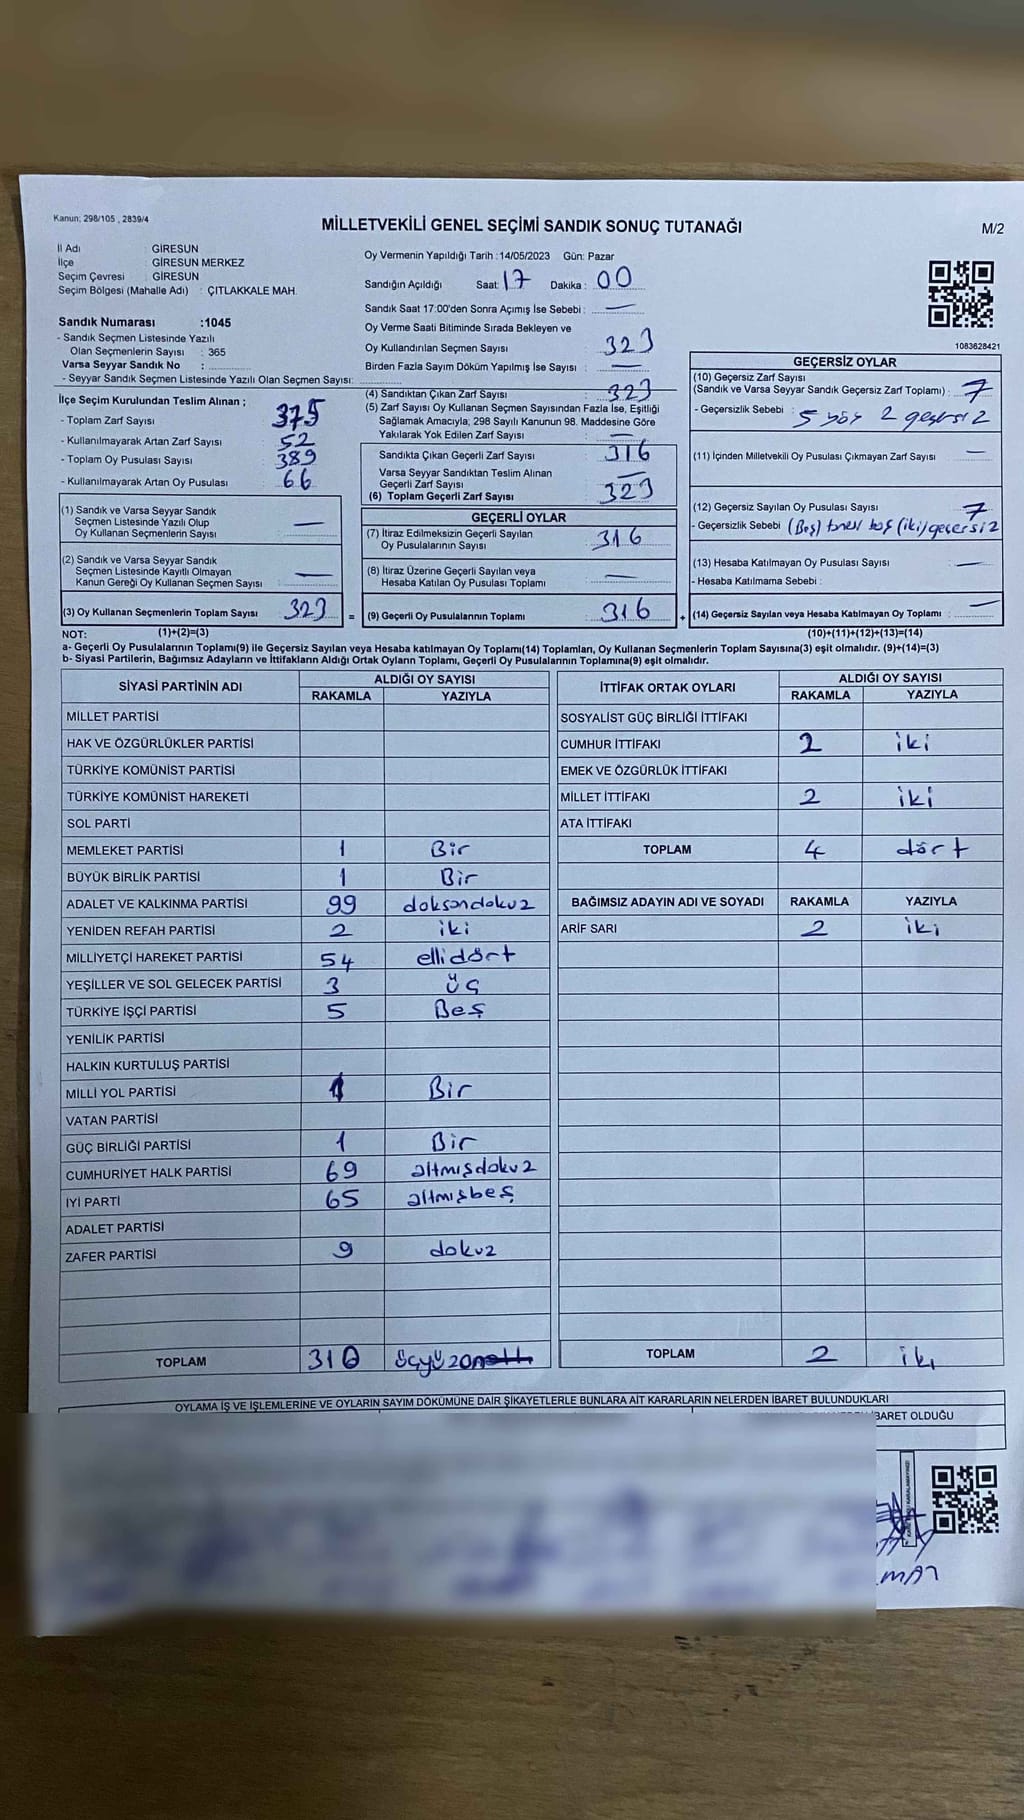 Kanun; 298/105 , 2839/4
MİLLETVEKİLİ GENEL SEÇİMİ SANDIK SONUÇ TUTANAĞI
M/2
İl Adı : GİRESUN
İlçe : GİRESUN MERKEZ
Seçim Çevresi : GİRESUN
Seçim Bölgesi (Mahalle Adı) : ÇITLAKKALE MAH.
Sandık Numarası :1045
- Sandık Seçmen Listesinde Yazılı
Olan Seçmenlerin Sayısı : 365
Varsa Seyyar Sandık No :
- Seyyar Sandık Seçmen Listesinde Yazılı Olan Seçmen Sayısı:
Oy Vermenin Yapıldığı Tarih : 14/05/2023 Gün: Pazar
Sandığın Açıldığı Saat: 17 Dakika : 00
Sandık Saat 17:00'den Sonra Açımış İse Sebebi : —
Oy Verme Saati Bitiminde Sırada Bekleyen ve
Oy Kullandırılan Seçmen Sayısı 323
Birden Fazla Sayım Döküm Yapılmış İse Sayısı : —
1083628421
İlçe Seçim Kurulundan Teslim Alınan ;
- Toplam Zarf Sayısı : 375
- Kullanılmayarak Artan Zarf Sayısı : 52
- Toplam Oy Pusulası Sayısı : 389
- Kullanılmayarak Artan Oy Pusulası : 66
(4) Sandıktan Çıkan Zarf Sayısı : 323
(5) Zarf Sayısı Oy Kullanan Seçmen Sayısından Fazla İse, Eşitliği
Sağlamak Amacıyla; 298 Sayılı Kanunun 98. Maddesine Göre
Yakılarak Yok Edilen Zarf Sayısı : —
Sandıkta Çıkan Geçerli Zarf Sayısı : 316
Varsa Seyyar Sandıktan Teslim Alınan
Geçerli Zarf Sayısı : —
(6) Toplam Geçerli Zarf Sayısı : 323
GEÇERSİZ OYLAR
(10) Geçersiz Zarf Sayısı
(Sandık ve Varsa Seyyar Sandık Geçersiz Zarf Toplamı) : 7
- Geçersizlik Sebebi : 5 2 geçersiz
(11) İçinden Milletvekili Oy Pusulası Çıkmayan Zarf Sayısı : —
(12) Geçersiz Sayılan Oy Pusulası Sayısı : 7
- Geçersizlik Sebebi (Beş) boş (iki) geçersiz
(13) Hesaba Katılmayan Oy Pusulası Sayısı : —
- Hesaba Katılmama Sebebi :
(1) Sandık ve Varsa Seyyar Sandık
Seçmen Listesinde Yazılı Olup
Oy Kullanan Seçmenlerin Sayısı : —
(2) Sandık ve Varsa Seyyar Sandık
Seçmen Listesinde Kayıtlı Olmayan
Kanun Gereği Oy Kullanan Seçmen Sayısı : —
GEÇERLİ OYLAR
(7) İtiraz Edilmeksizin Geçerli Sayılan
Oy Pusulalarının Sayısı : 316
(8) İtiraz Üzerine Geçerli Sayılan veya
Hesaba Katılan Oy Pusulası Toplamı : —
(3) Oy Kullanan Seçmenlerin Toplam Sayısı : 323 = (9) Geçerli Oy Pusulalarının Toplamı : 316 + (14) Geçersiz Sayılan veya Hesaba Katılmayan Oy Toplamı : —
NOT: (1)+(2)=(3) (10)+(11)+(12)+(13)=(14)
a- Geçerli Oy Pusulalarının Toplamı(9) ile Geçersiz Sayılan veya Hesaba katılmayan Oy Toplamı(14) Toplamları, Oy Kullanan Seçmenlerin Toplam Sayısına(3) eşit olmalıdır. (9)+(14)=(3)
b- Siyasi Partilerin, Bağımsız Adayların ve İttifakların Aldığı Ortak Oyların Toplamı, Geçerli Oy Pusulalarının Toplamına(9) eşit olmalıdır.
SİYASİ PARTİNİN ADI ALDIĞI OY SAYISI
RAKAMLA YAZIYLA
MİLLET PARTİSİ
HAK VE ÖZGÜRLÜKLER PARTİSİ
TÜRKİYE KOMÜNİST PARTİSİ
TÜRKİYE KOMÜNİST HAREKETİ
SOL PARTİ
MEMLEKET PARTİSİ 1 Bir
BÜYÜK BİRLİK PARTİSİ 1 Bir
ADALET VE KALKINMA PARTİSİ 99 doksandokuz
YENİDEN REFAH PARTİSİ 2 iki
MİLLİYETÇİ HAREKET PARTİSİ 54 ellidört
YEŞİLLER VE SOL GELECEK PARTİSİ 3 üç
TÜRKİYE İŞÇİ PARTİSİ 5 Beş
YENİLİK PARTİSİ
HALKIN KURTULUŞ PARTİSİ
MİLLİ YOL PARTİSİ 1 Bir
VATAN PARTİSİ
GÜÇ BİRLİĞİ PARTİSİ 1 Bir
CUMHURİYET HALK PARTİSİ 69 altmışdokuz
İYİ PARTİ 65 altmışbeş
ADALET PARTİSİ
ZAFER PARTİSİ 9 dokuz
TOPLAM 310 üçyüzon
İTTİFAK ORTAK OYLARI ALDIĞI OY SAYISI
RAKAMLA YAZIYLA
SOSYALİST GÜÇ BİRLİĞİ İTTİFAKI
CUMHUR İTTİFAKI 2 iki
EMEK VE ÖZGÜRLÜK İTTİFAKI
MİLLET İTTİFAKI 2 iki
ATA İTTİFAKI
TOPLAM 4 dört
BAĞIMSIZ ADAYIN ADI VE SOYADI RAKAMLA YAZIYLA
ARİF SARI 2 iki
TOPLAM 2 iki
OYLAMA İŞ VE İŞLEMLERİNE VE OYLARIN SAYIM DÖKÜMÜNE DAİR ŞİKAYETLERLE BUNLARA AİT KARARLARIN NELERDEN İBARET BULUNDUKLARI
İBARET OLDUĞU